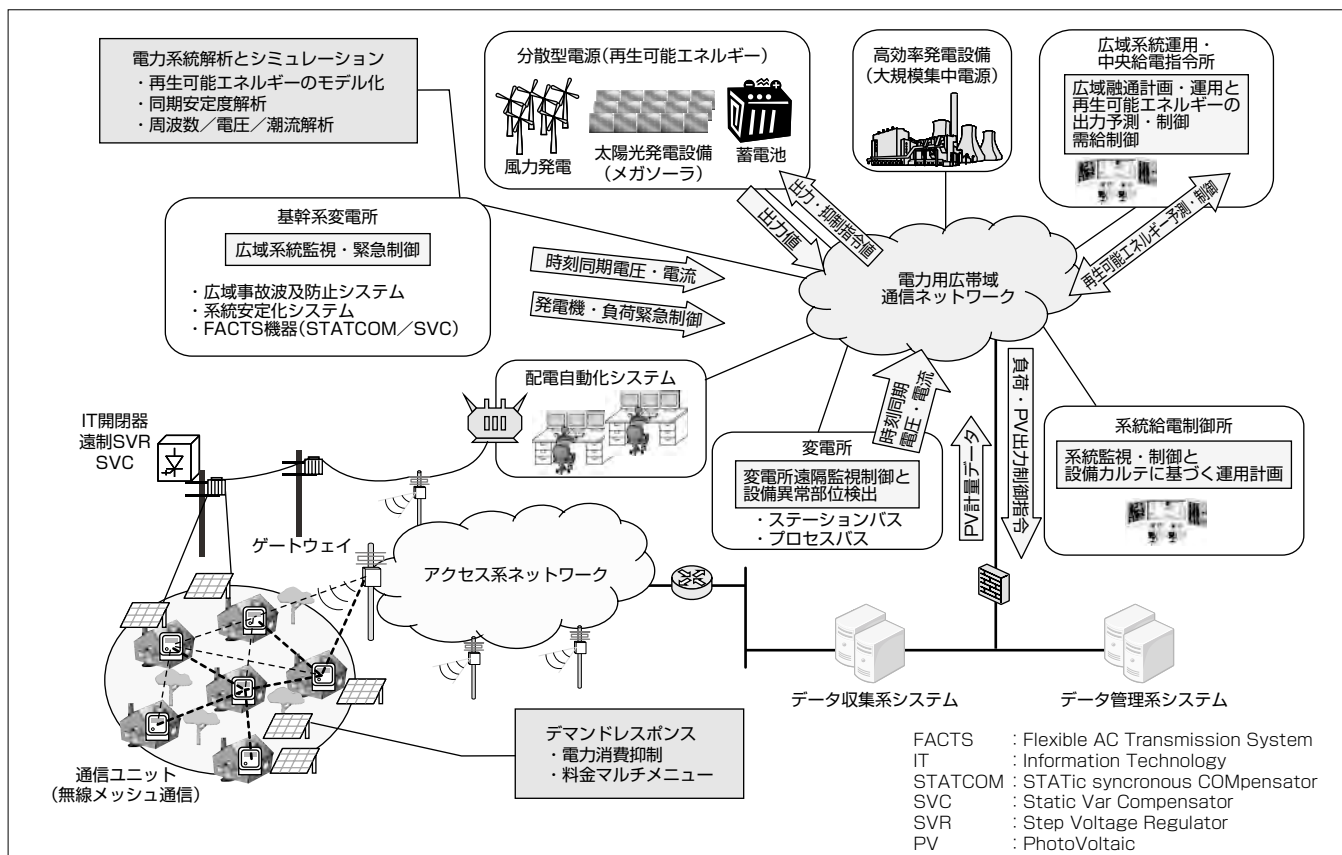 電力系統解析とシミュレーション
・再生可能エネルギーのモデル化
・同期安定度解析
・周波数／電圧／潮流解析
分散型電源(再生可能エネルギー)
風力発電
太陽光発電設備
(メガソーラ)
蓄電池
高効率発電設備
(大規模集中電源)
広域系統運用・
中央給電指令所
広域融通計画・運用と
再生可能エネルギーの
出力予測・制御
需給制御
基幹系変電所
広域系統監視・緊急制御
・広域事故波及防止システム
・系統安定化システム
・FACTS機器(STATCOM／SVC)
時刻同期電圧・電流
発電機・負荷緊急制御
出力・抑制指令値
出力値
再生可能エネルギー予測・制御
電力用広帯域
通信ネットワーク
配電自動化システム
IT開閉器
遠制SVR
SVC
時刻同期
電圧・電流
変電所
変電所遠隔監視制御と
設備異常部位検出
・ステーションバス
・プロセスバス
PV計量データ
負荷・PV出力制御指令
系統給電制御所
系統監視・制御と
設備カルテに基づく運用計画
ゲートウェイ
アクセス系ネットワーク
データ収集系システム
データ管理系システム
通信ユニット
(無線メッシュ通信)
デマンドレスポンス
・電力消費抑制
・料金マルチメニュー
FACTS : Flexible AC Transmission System
IT : Information Technology
STATCOM : STATic syncronous COMpensator
SVC : Static Var Compensator
SVR : Step Voltage Regulator
PV : PhotoVoltaic